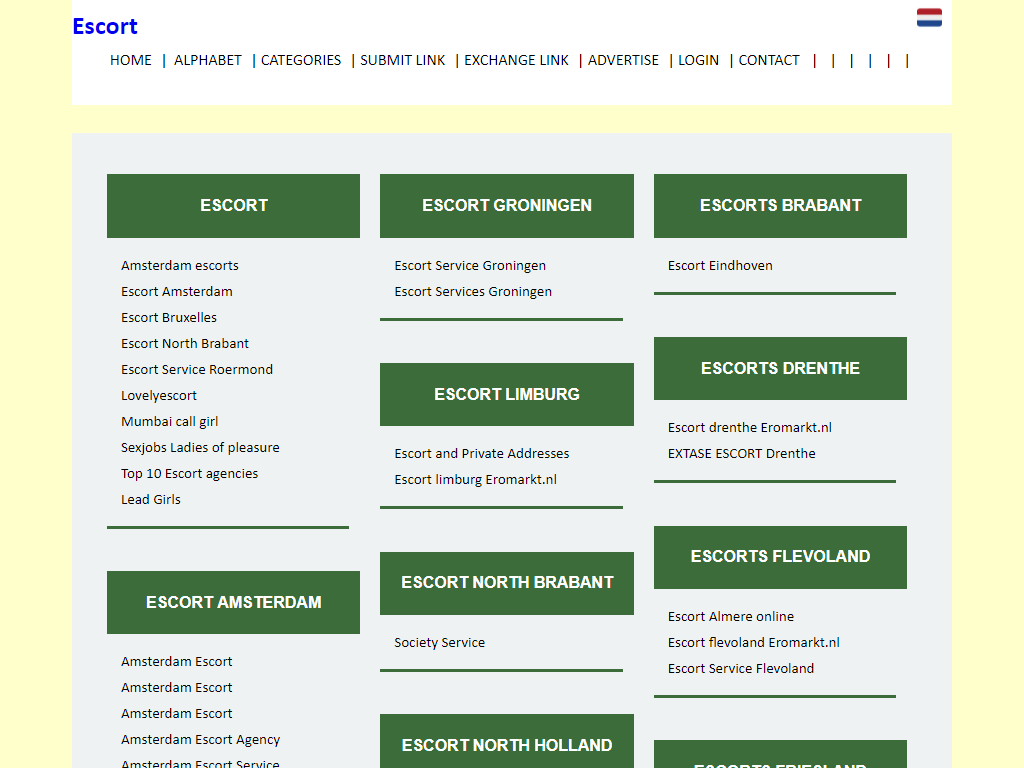 Escort
HOME | ALPHABET | CATEGORIES | SUBMIT LINK | EXCHANGE LINK | ADVERTISE | LOGIN | CONTACT | | | | | |
ESCORT
Amsterdam escorts
Escort Amsterdam
Escort Bruxelles
Escort North Brabant
Escort Service Roermond
Lovelyescort
Mumbai call girl
Sexjobs Ladies of pleasure
Top 10 Escort agencies
Lead Girls
ESCORT AMSTERDAM
Amsterdam Escort
Amsterdam Escort
Amsterdam Escort
Amsterdam Escort Agency
Amsterdam Escort Service
ESCORT GRONINGEN
Escort Service Groningen
Escort Services Groningen
ESCORT LIMBURG
Escort and Private Addresses
Escort limburg Eromarkt.nl
ESCORT NORTH BRABANT
Society Service
ESCORT NORTH HOLLAND
ESCORTS BRABANT
Escort Eindhoven
ESCORTS DRENTHE
Escort drenthe Eromarkt.nl
EXTASE ESCORT Drenthe
ESCORTS FLEVOLAND
Escort Almere online
Escort flevoland Eromarkt.nl
Escort Service Flevoland
ESCORTS FRIESLAND